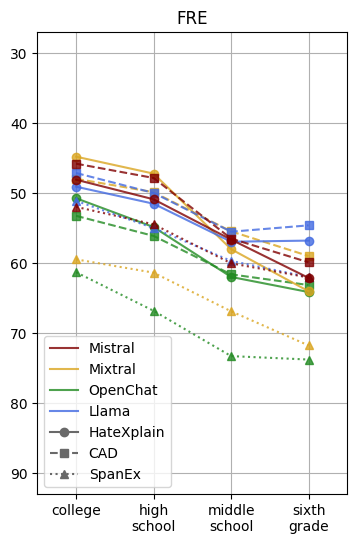 FRE
30
40
50
60
70
80
90
Mistral
Mixtral
OpenChat
Llama
HateXplain
CAD
SpanEx
college
high
school
middle
school
sixth
grade